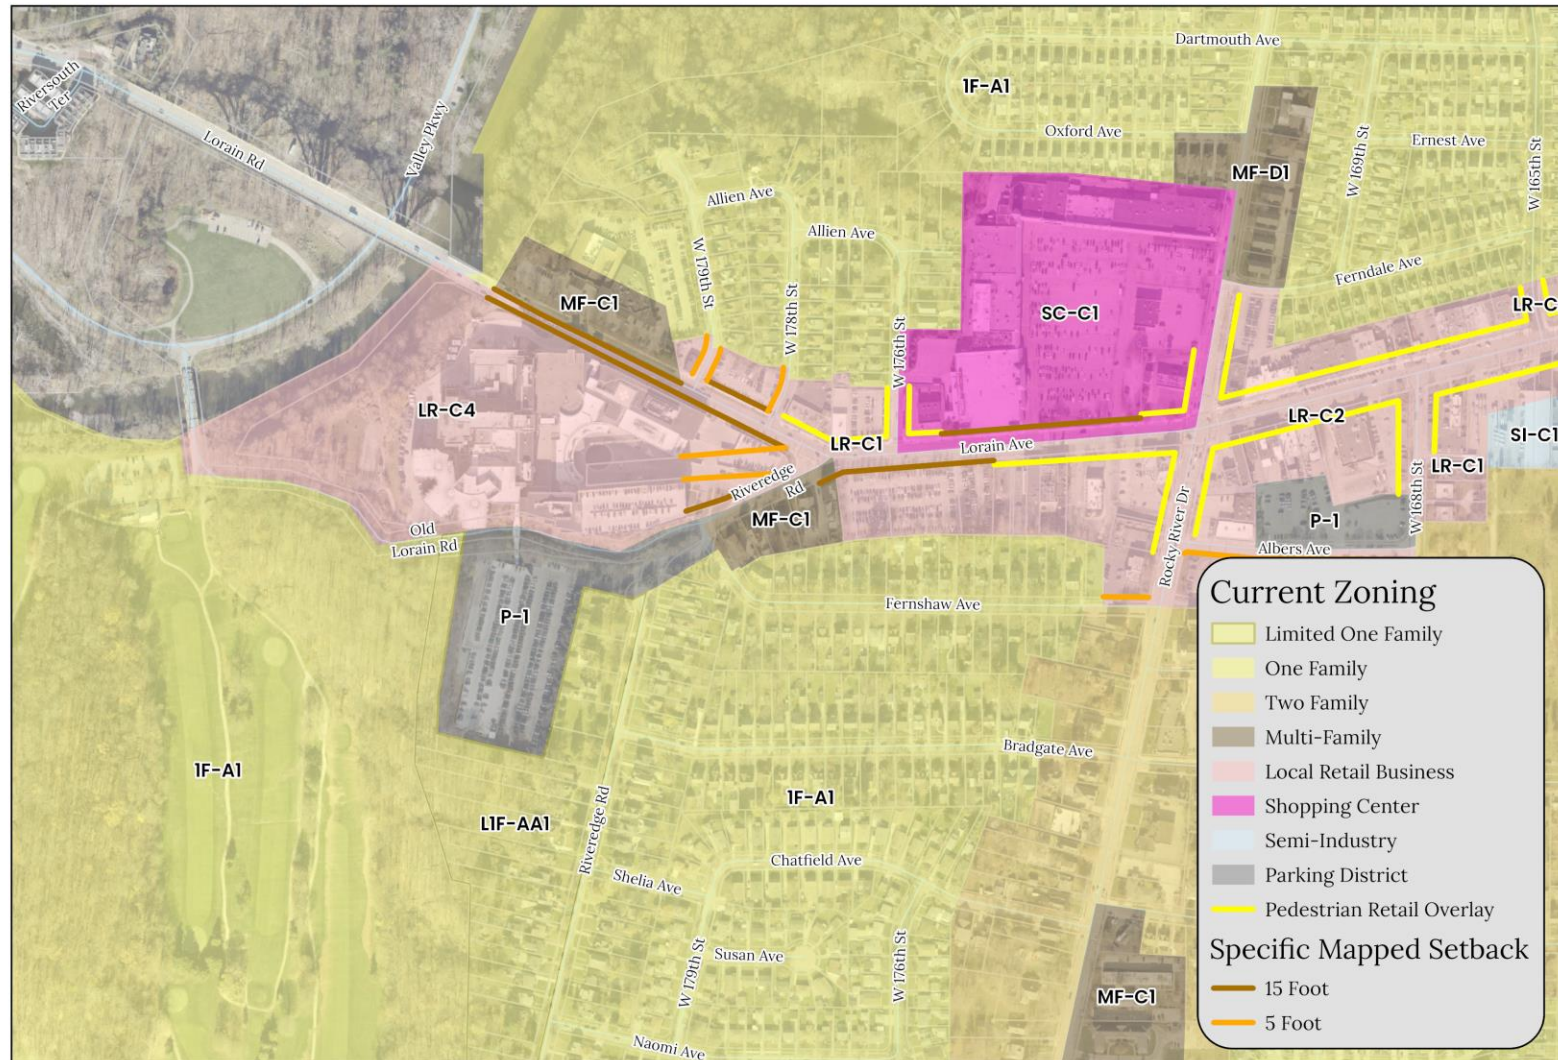 Dartmouth Ave
1F-A1
Oxford Ave
Ernest Ave
W 169th St
W 165th St
MF-D1
Riversouth
Ter
Lorain Rd
Valley Pkwy
Allien Ave
Allien Ave
W 179th St
W 178th St
W 176th St
Ferndale Ave
MF-C1
SC-C1
LR-C
LR-C4
LR-C1
Lorain Ave
LR-C2
SI-C1
LR-C1
Riveredge
Rd
MF-C1
Rocky River Dr
W 168th St
P-1
Old
Lorain Rd
Albers Ave
P-1
Fernshaw Ave
Bradgate Ave
1F-A1
1F-A1
L1F-AA1
Riveredge Rd
Chatfield Ave
Shelia Ave
Susan Ave
W 179th St
W 176th St
MF-C1
Naomi Ave
Current Zoning
Limited One Family
One Family
Two Family
Multi-Family
Local Retail Business
Shopping Center
Semi-Industry
Parking District
Pedestrian Retail Overlay
Specific Mapped Setback
15 Foot
5 Foot